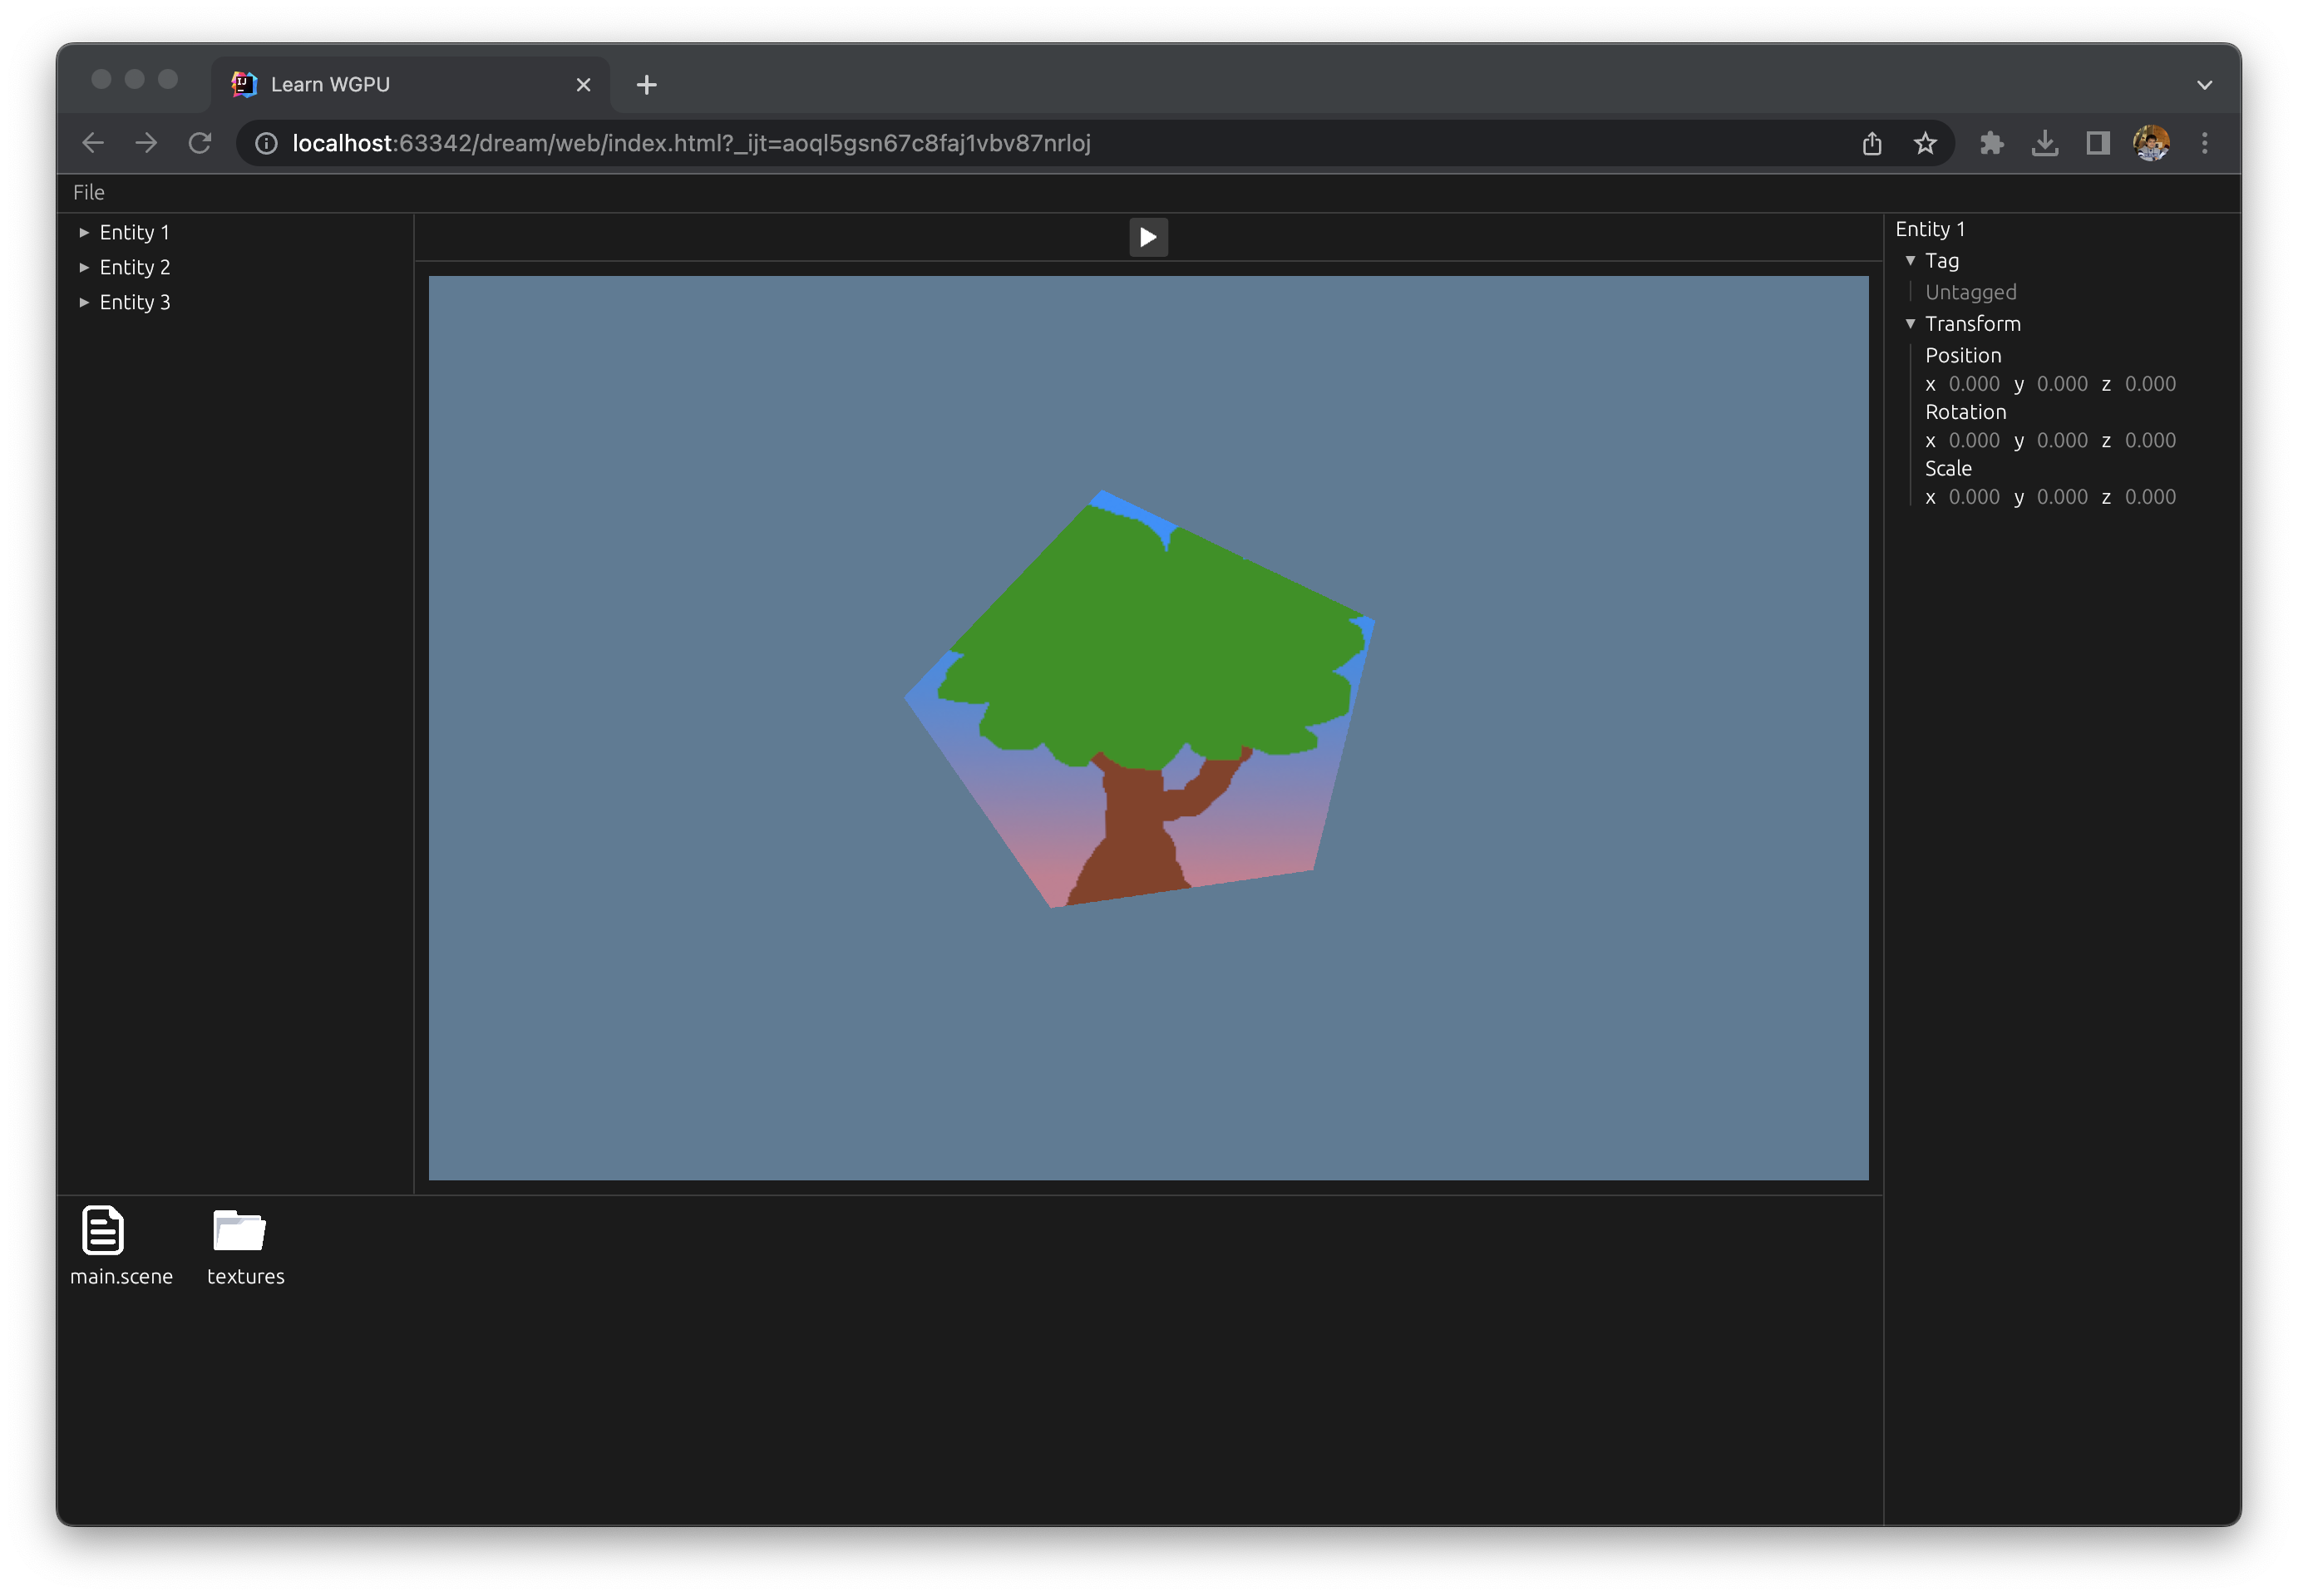 Learn WGPU
localhost:63342/dream/web/index.html?_ijt=aoql5gsn67c8faj1vbv87nrloj
File
Entity 1
Entity 2
Entity 3
Entity 1
Tag
Untagged
Transform
Position
x 0.000 y 0.000 z 0.000
Rotation
x 0.000 y 0.000 z 0.000
Scale
x 0.000 y 0.000 z 0.000
main.scene
textures